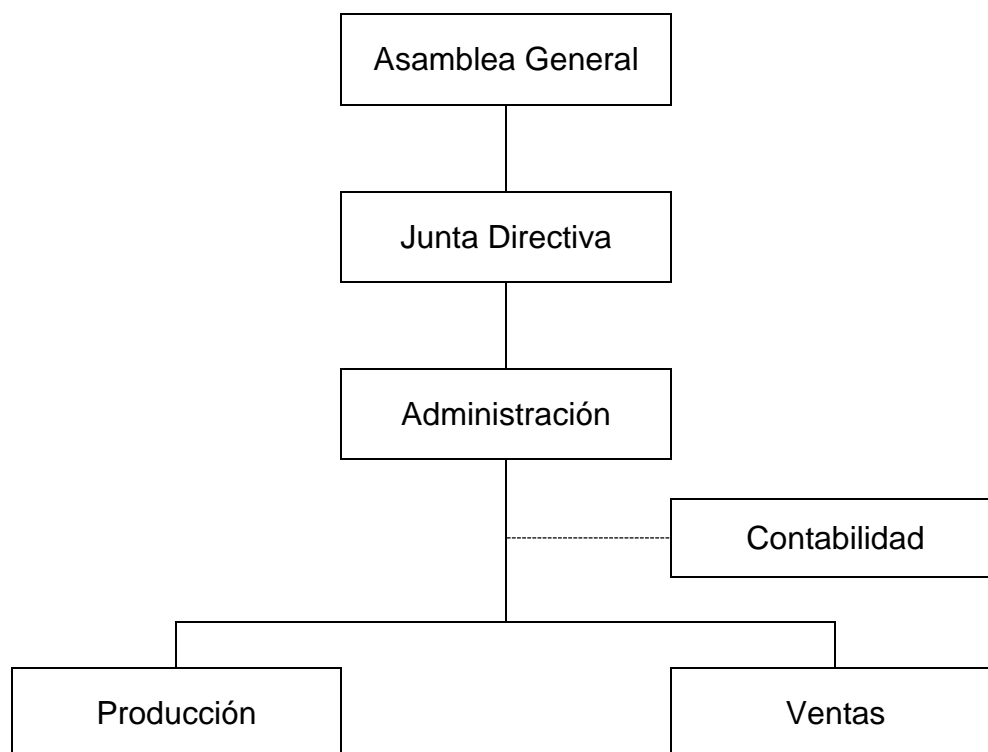 Asamblea General
Junta Directiva
Administración
Contabilidad
Producción
Ventas